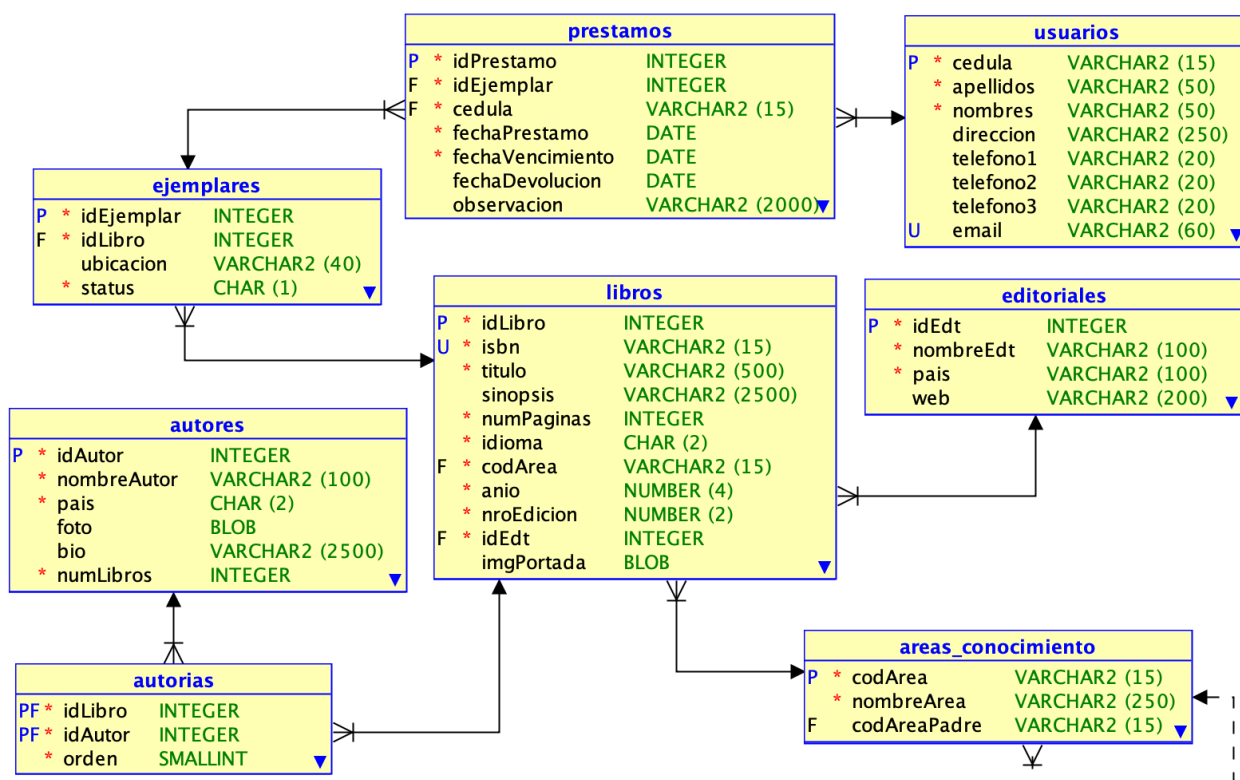 prestamos
P * idPrestamo INTEGER
F * idEjemplar INTEGER
F * cedula VARCHAR2 (15)
* fechaPrestamo DATE
* fechaVencimiento DATE
fechaDevolucion DATE
observacion VARCHAR2 (2000)
usuarios
P * cedula VARCHAR2 (15)
* apellidos VARCHAR2 (50)
* nombres VARCHAR2 (50)
direccion VARCHAR2 (250)
telefono1 VARCHAR2 (20)
telefono2 VARCHAR2 (20)
telefono3 VARCHAR2 (20)
U email VARCHAR2 (60)
ejemplares
P * idEjemplar INTEGER
F * idLibro INTEGER
ubicacion VARCHAR2 (40)
* status CHAR (1)
libros
P * idLibro INTEGER
U * isbn VARCHAR2 (15)
* titulo VARCHAR2 (500)
sinopsis VARCHAR2 (2500)
* numPaginas INTEGER
* idioma CHAR (2)
F * codArea VARCHAR2 (15)
* anio NUMBER (4)
* nroEdicion NUMBER (2)
F * idEdt INTEGER
imgPortada BLOB
editoriales
P * idEdt INTEGER
* nombreEdt VARCHAR2 (100)
* pais VARCHAR2 (100)
web VARCHAR2 (200)
autores
P * idAutor INTEGER
* nombreAutor VARCHAR2 (100)
* pais CHAR (2)
foto BLOB
bio VARCHAR2 (2500)
* numLibros INTEGER
autorias
PF * idLibro INTEGER
PF * idAutor INTEGER
* orden SMALLINT
areas_conocimiento
P * codArea VARCHAR2 (15)
* nombreArea VARCHAR2 (250)
F codAreaPadre VARCHAR2 (15)